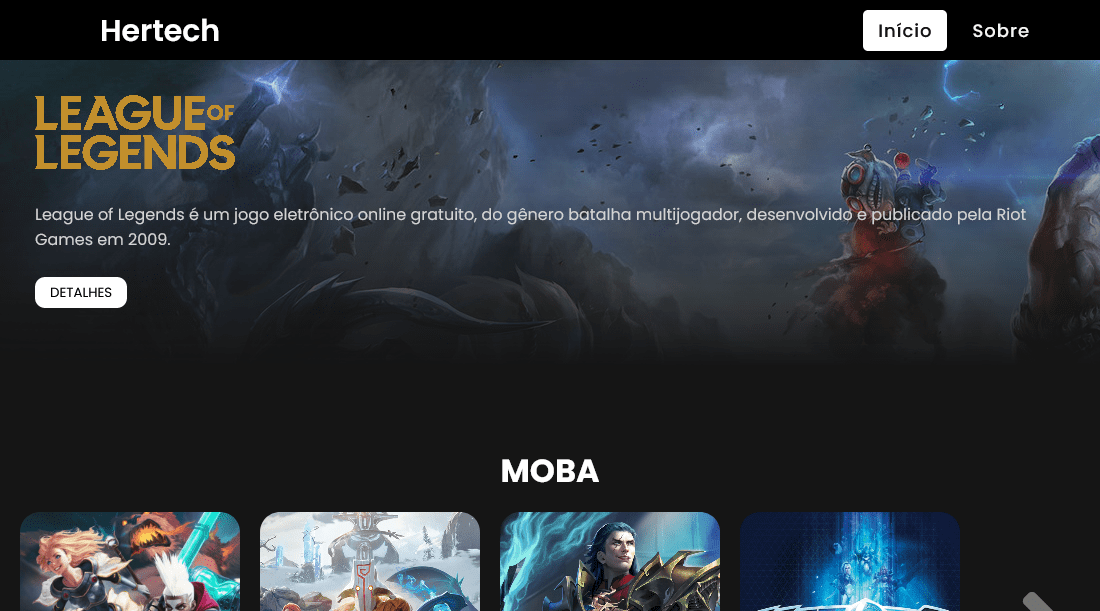 Hertech
Início
Sobre
LEAGUE OF
LEGENDS
League of Legends é um jogo eletrônico online gratuito, do gênero batalha multijogador, desenvolvido e publicado pela Riot
Games em 2009.
DETALHES
MOBA